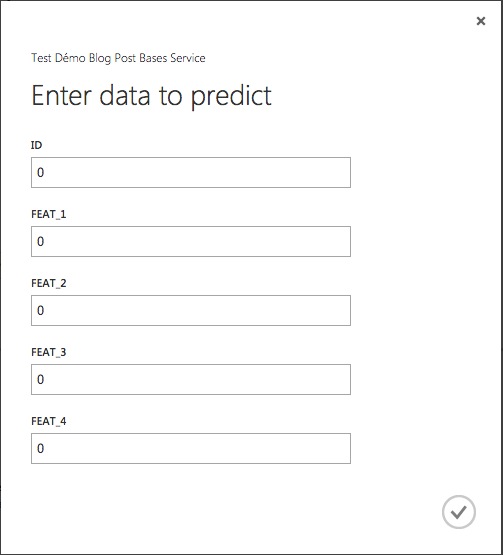 Test Démo Blog Post Bases Service
Enter data to predict
ID
0
FEAT_1
0
FEAT_2
0
FEAT_3
0
FEAT_4
0